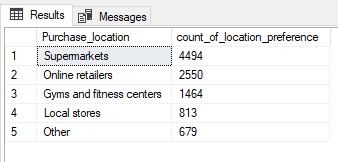 Results Messages
Purchase_location count_of_location_preference
1 Supermarkets 4494
2 Online retailers 2550
3 Gyms and fitness centers 1464
4 Local stores 813
5 Other 679